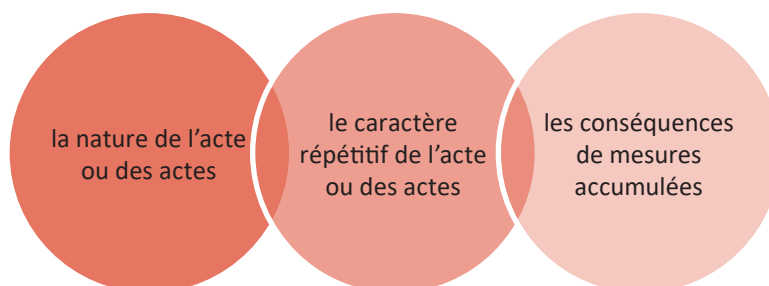 la nature de l’acte
ou des actes
le caractère
répétitif de l’acte
ou des actes
les conséquences
de mesures
accumulées